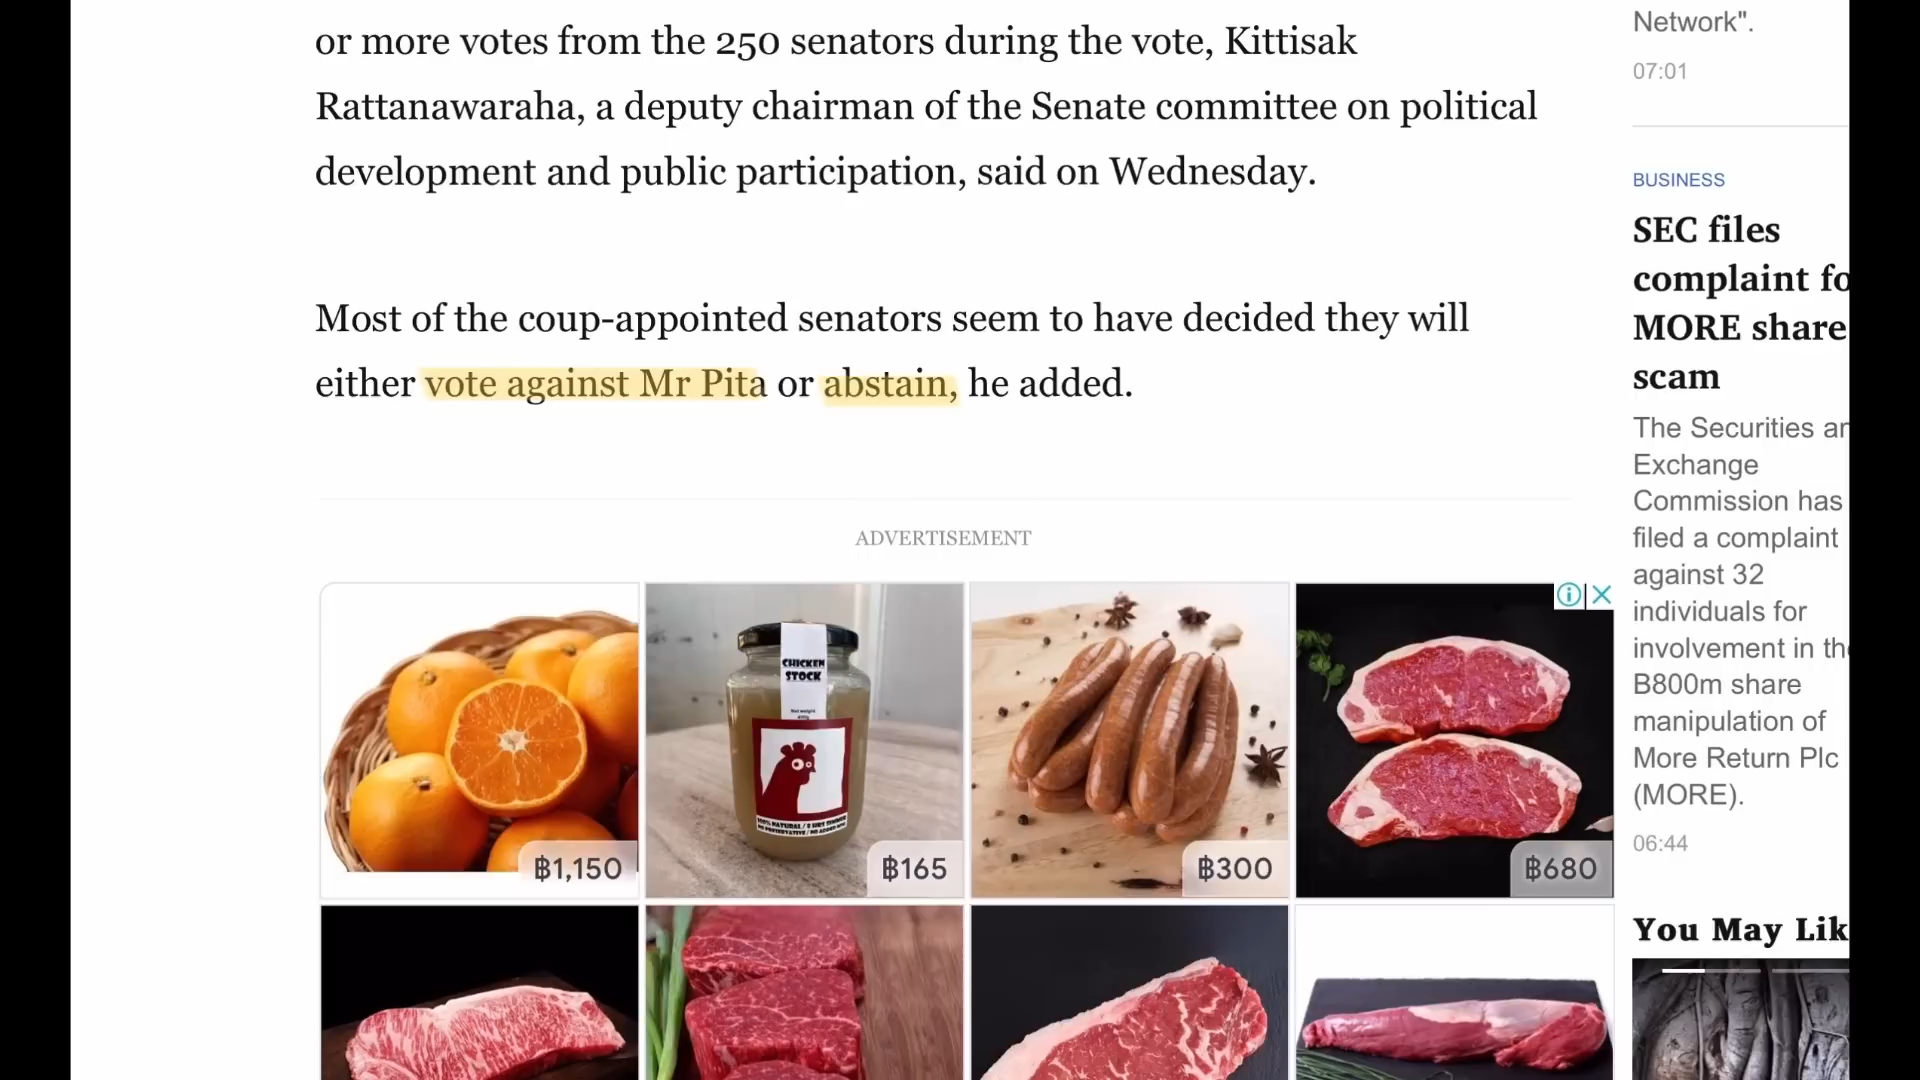 or more votes from the 250 senators during the vote, Kittisak
Rattanawaraha, a deputy chairman of the Senate committee on political
development and public participation, said on Wednesday.
Most of the coup-appointed senators seem to have decided they will
either vote against Mr Pita or abstain, he added.
ADVERTISEMENT
฿1,150
CHICKEN
STOCK
Net weight
฿165
฿300
฿680
Network".
07:01
BUSINESS
SEC files
complaint fo
MORE share
scam
The Securities an
Exchange
Commission has
filed a complaint
against 32
individuals for
involvement in the
B800m share
manipulation of
More Return Plc
(MORE).
06:44
You May Lik